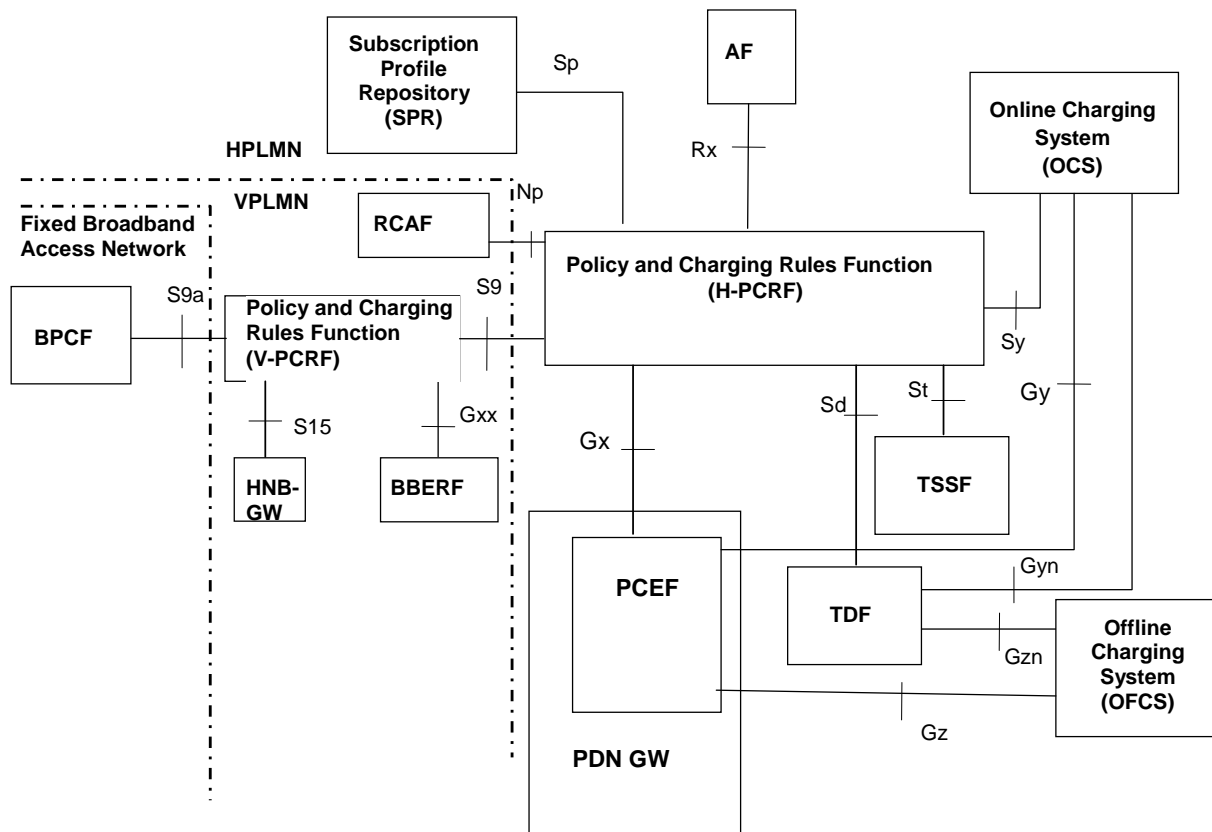 Subscription
Profile
Repository
(SPR)
Sp
AF
Rx
Online Charging
System
(OCS)
HPLMN
VPLMN
Np
Fixed Broadband
Access Network
RCAF
Policy and Charging Rules Function
(H-PCRF)
S9a
S9
BPCF
Policy and Charging
Rules Function
(V-PCRF)
Sy
S15
Gxx
Gx
Sd
St
Gy
HNB-
GW
BBERF
TSSF
PCEF
TDF
Gyn
Gzn
Offline
Charging
System
(OFCS)
Gz
PDN GW